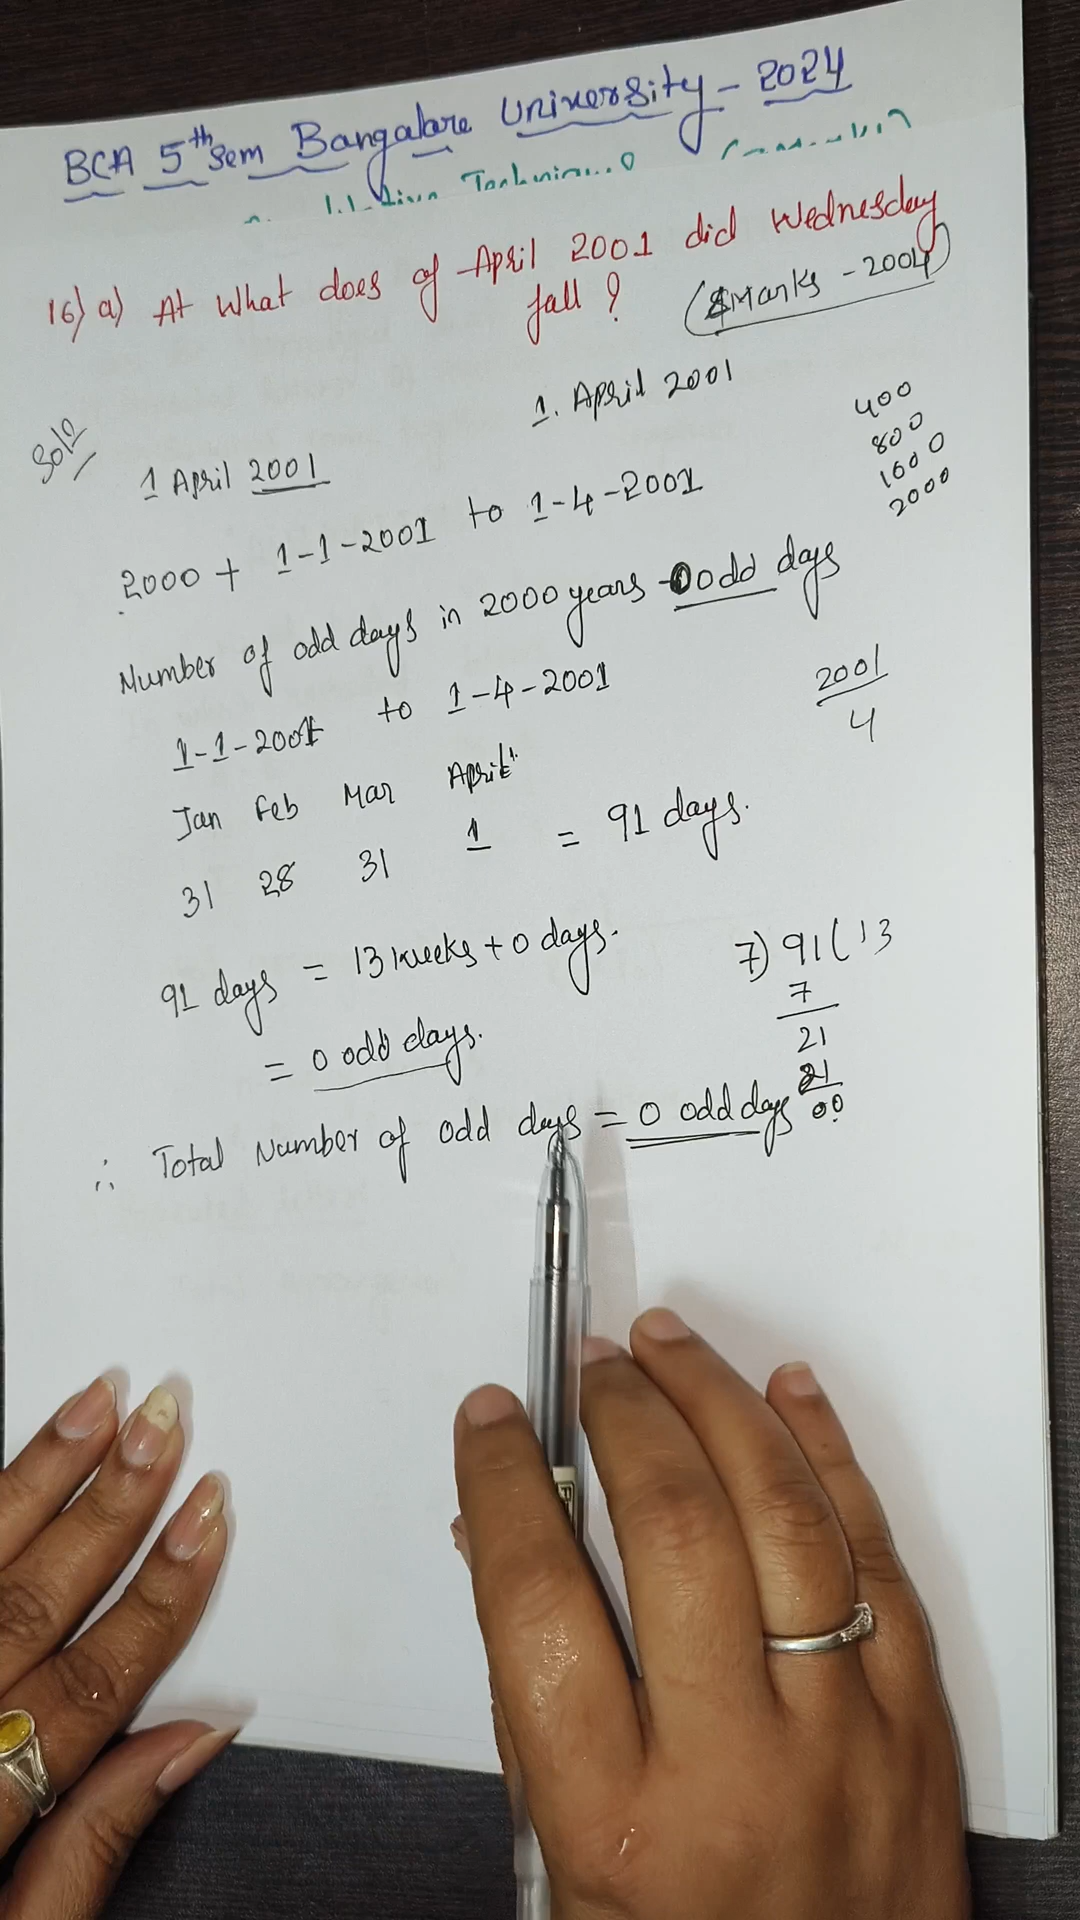 BCA 5th Sem Bangalore University - 2024
16) a) At What does of April 2001 did Wednesday
fall ? (8Marks - 2004)
1. April 2001
Sol2
1 April 2001
400
800
1600
2000
2000 + 1-1-2001 to 1-4-2001
Number of odd days in 2000 years - 0 odd days
1-1-2001 to 1-4-2001
2001/4
Jan Feb Mar April
31 28 31 1 = 91 days.
91 days = 13 weeks + 0 days.
7) 91 ( 13
7
21
21
00
= 0 odd days.
∴ Total Number of odd days = 0 odd days